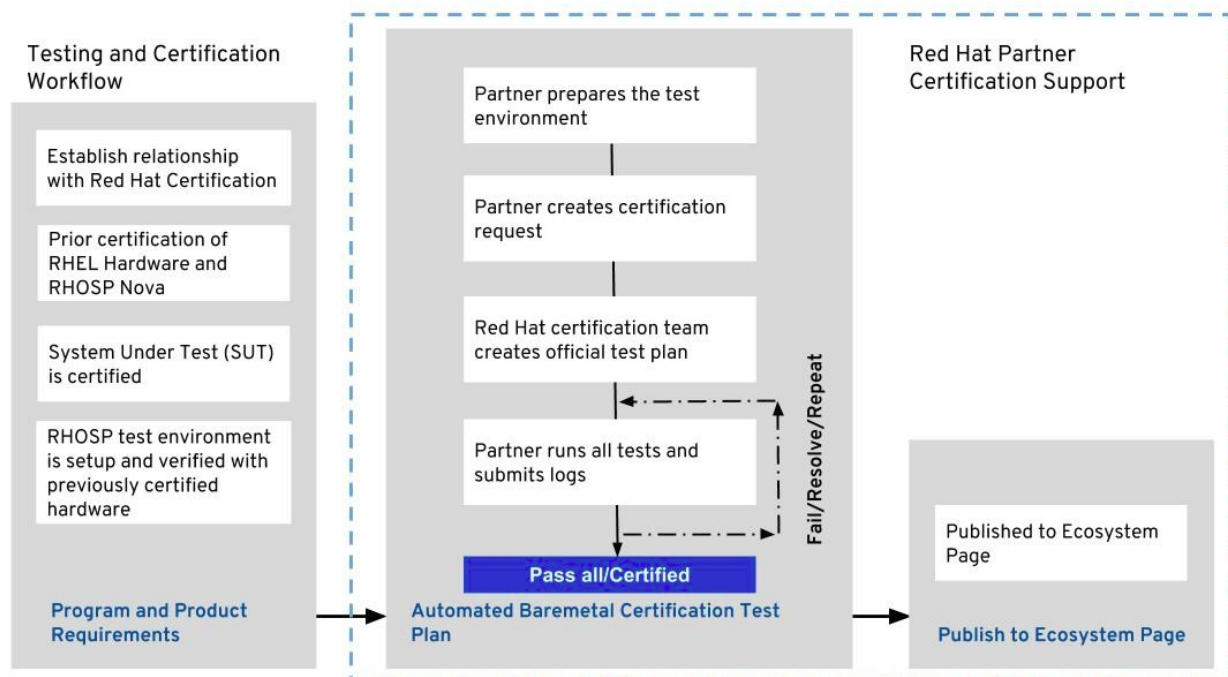 Testing and Certification
Workflow
Establish relationship
with Red Hat Certification
Prior certification of
RHEL Hardware and
RHOSP Nova
System Under Test (SUT)
is certified
RHOSP test environment
is setup and verified with
previously certified
hardware
Program and Product
Requirements
Partner prepares the test
environment
Partner creates certification
request
Red Hat certification team
creates official test plan
Partner runs all tests and
submits logs
Fail/Resolve/Repeat
Pass all/Certified
Automated Baremetal Certification Test
Plan
Red Hat Partner
Certification Support
Published to Ecosystem
Page
Publish to Ecosystem Page